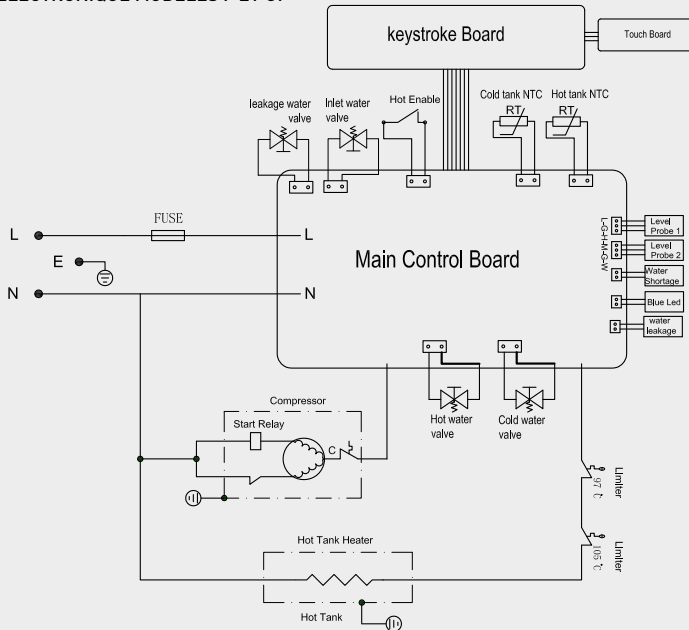 keystroke Board
Touch Board
leakage water
valve
Inlet water
valve
Hot Enable
Cold tank NTC
RT
Hot tank NTC
RT
FUSE
L
L
E
N
N
Main Control Board
L-G-H-M-G-W
Level
Probe 1
Level
Probe 2
Water
Shortage
Blue Led
water
leakage
Hot water
valve
Cold water
valve
Compressor
Start Relay
C
Limiter
97℃
Limiter
105℃
Hot Tank Heater
Hot Tank